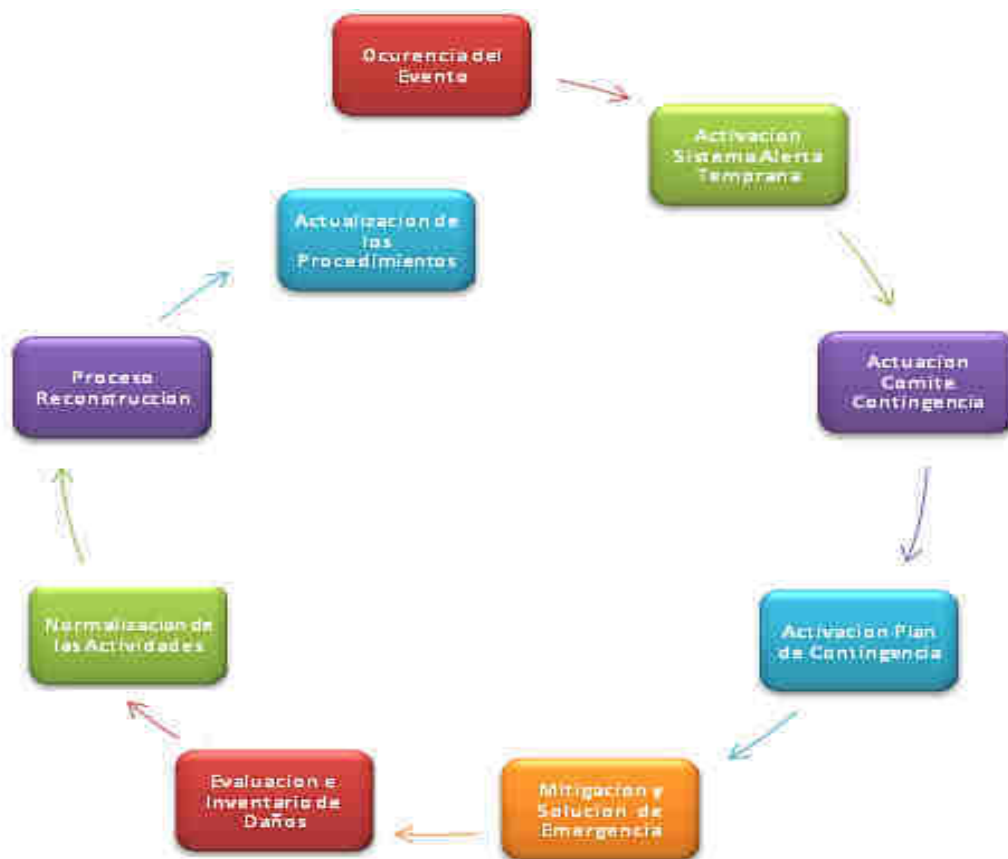 Ocurencia del
Evento
Activacion
Sistema Alerta
Temprana
Actuacion
Comite
Contingencia
Activacion Plan
de Contingencia
Mitigacion y
Solucion de
Emergencia
Evaluacion e
Inventario de
Daños
Normalizacion de
las Actividades
Proceso
Reconstruccion
Actualizacion de
los
Procedimientos